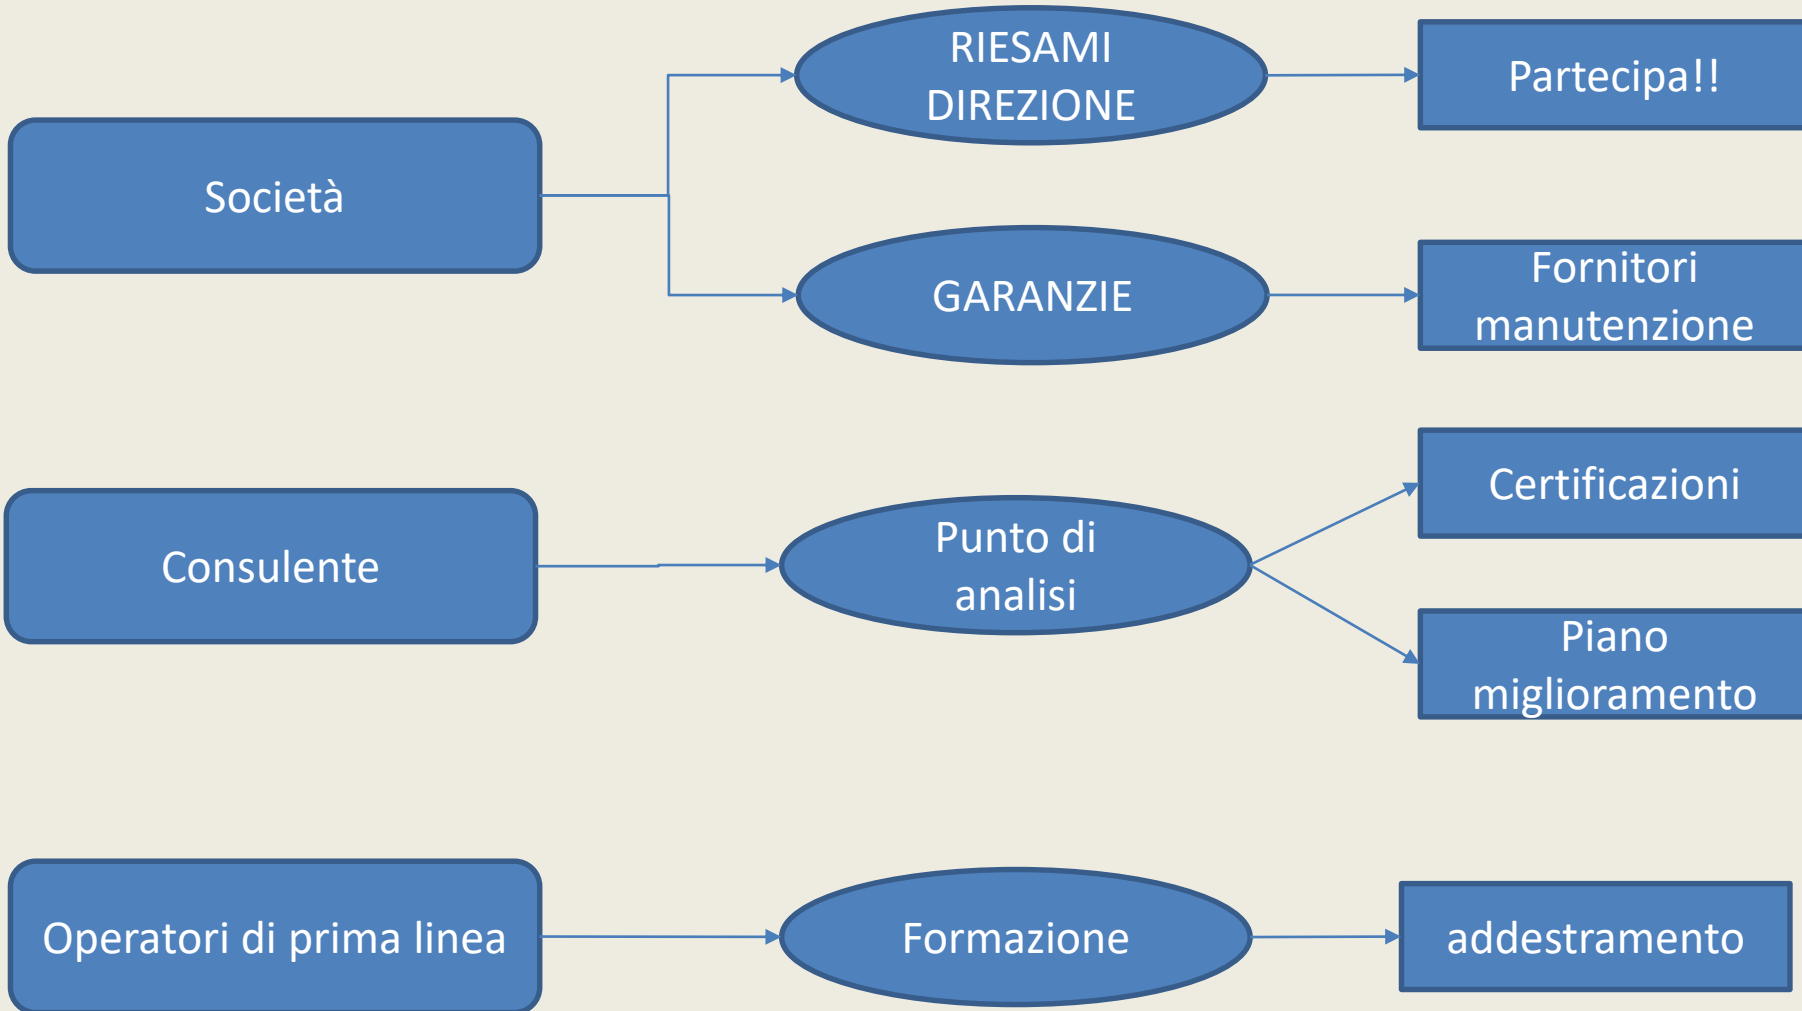 RIESAMI
DIREZIONE
Partecipa!!
Società
GARANZIE
Fornitori
manutenzione
Certificazioni
Consulente
Punto di
analisi
Piano
miglioramento
Operatori di prima linea
Formazione
addestramento